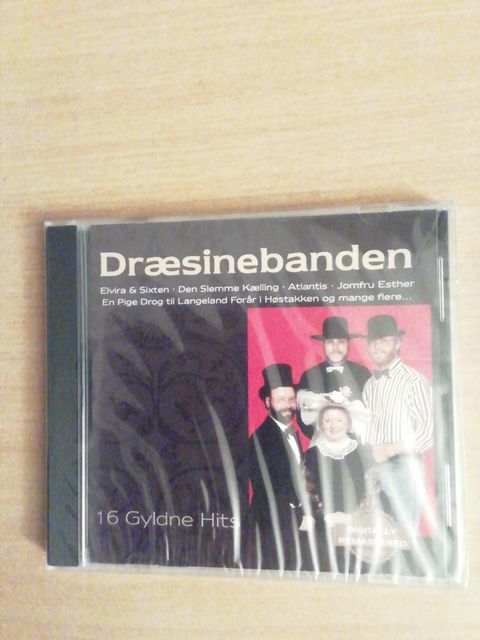 Dræsinebanden
Elvira & Sixten · Den Slemme Kælling · Atlantis · Jomfru Esther
En Pige Drog til Langeland Forår i Høstakken og mange flere...
16 Gyldne Hits
DIGITALLY
REMASTERED